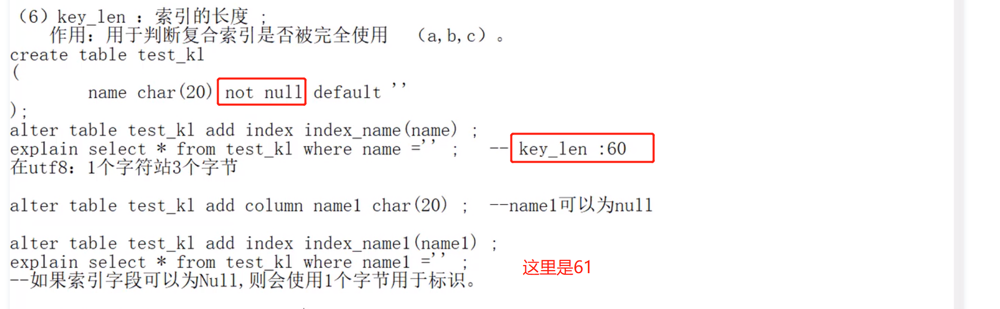 （6）key_len ：索引的长度 ;
作用：用于判断复合索引是否被完全使用 （a,b,c）。
create table test_kl
(
name char(20) not null default ''
);
alter table test_kl add index index_name(name) ;
explain select * from test_kl where name ='' ; -- key_len :60
在utf8：1个字符站3个字节
alter table test_kl add column name1 char(20) ; --name1可以为null
alter table test_kl add index index_name1(name1) ;
explain select * from test_kl where name1 ='' ;
这里是61
--如果索引字段可以为Null,则会使用1个字节用于标识。